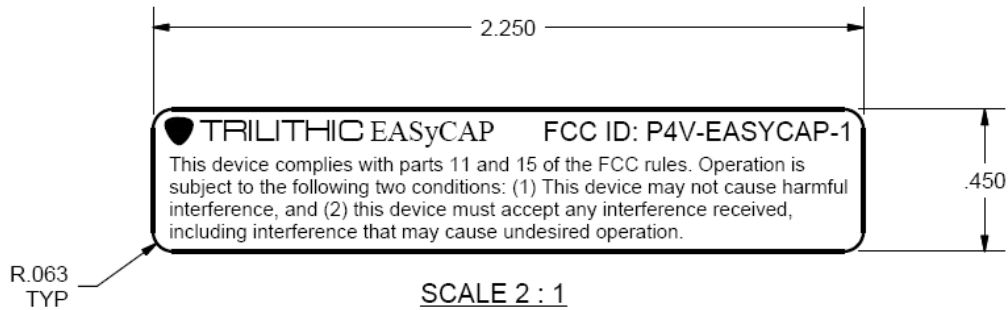 2.250
TRILITHIC EASyCAP FCC ID: P4V-EASYCAP-1
This device complies with parts 11 and 15 of the FCC rules. Operation is
subject to the following two conditions: (1) This device may not cause harmful
interference, and (2) this device must accept any interference received,
including interference that may cause undesired operation.
.450
R.063
TYP
SCALE 2 : 1